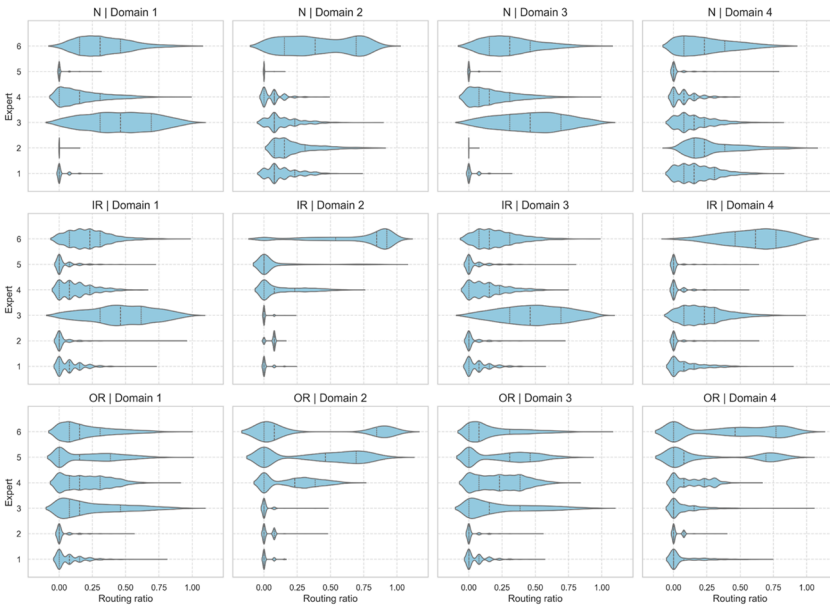 N | Domain 1
N | Domain 2
N | Domain 3
N | Domain 4
Expert
6
5
4
3
2
1
IR | Domain 1
IR | Domain 2
IR | Domain 3
IR | Domain 4
Expert
6
5
4
3
2
1
OR | Domain 1
OR | Domain 2
OR | Domain 3
OR | Domain 4
Expert
6
5
4
3
2
1
0.00 0.25 0.50 0.75 1.00
0.00 0.25 0.50 0.75 1.00
0.00 0.25 0.50 0.75 1.00
0.00 0.25 0.50 0.75 1.00
Routing ratio
Routing ratio
Routing ratio
Routing ratio